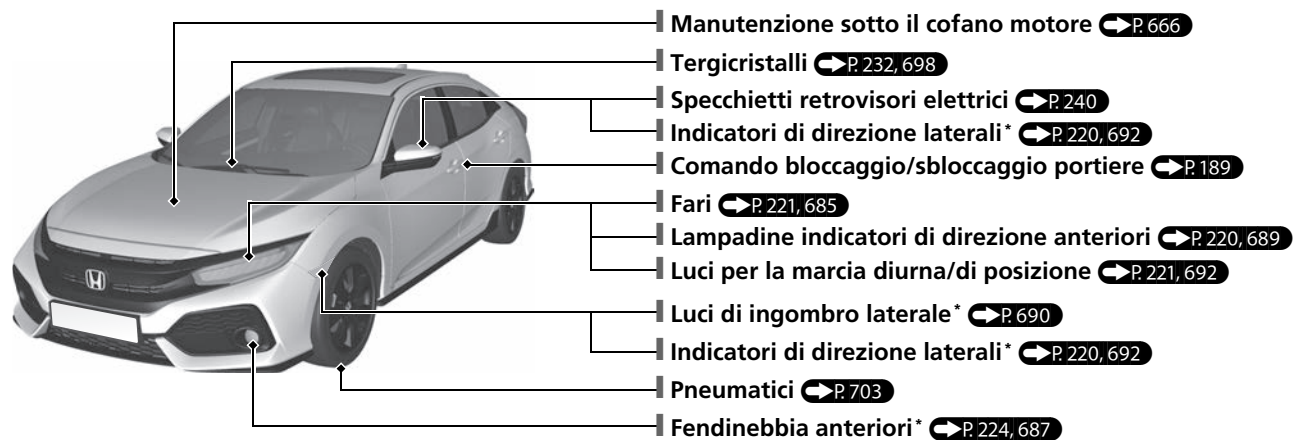 Manutenzione sotto il cofano motore P. 666
Tergicristalli P. 232, 698
Specchietti retrovisori elettrici P. 240
Indicatori di direzione laterali* P. 220, 692
Comando bloccaggio/sbloccaggio portiere P. 189
Fari P. 221, 685
Lampadine indicatori di direzione anteriori P. 220, 689
Luci per la marcia diurna/di posizione P. 221, 692
Luci di ingombro laterale* P. 690
Indicatori di direzione laterali* P. 220, 692
Pneumatici P. 703
Fendinebbia anteriori* P. 224, 687